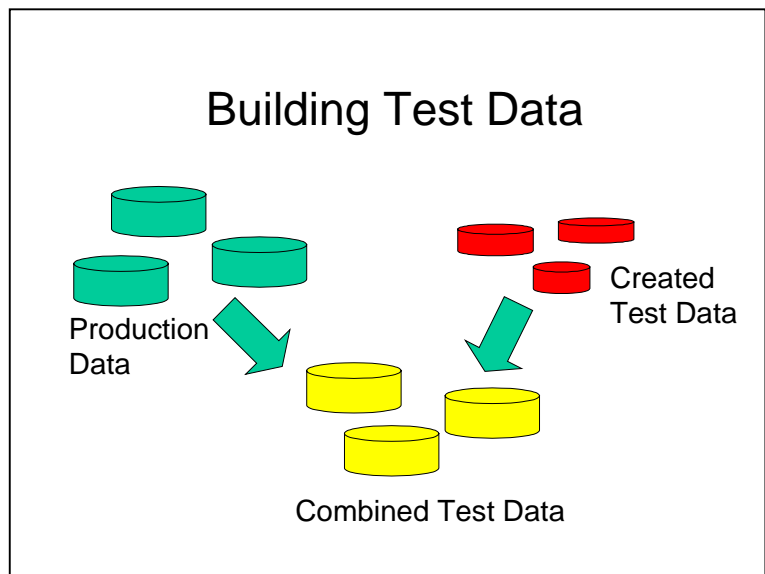 Building Test Data
Production
Data
Created
Test Data
Combined Test Data